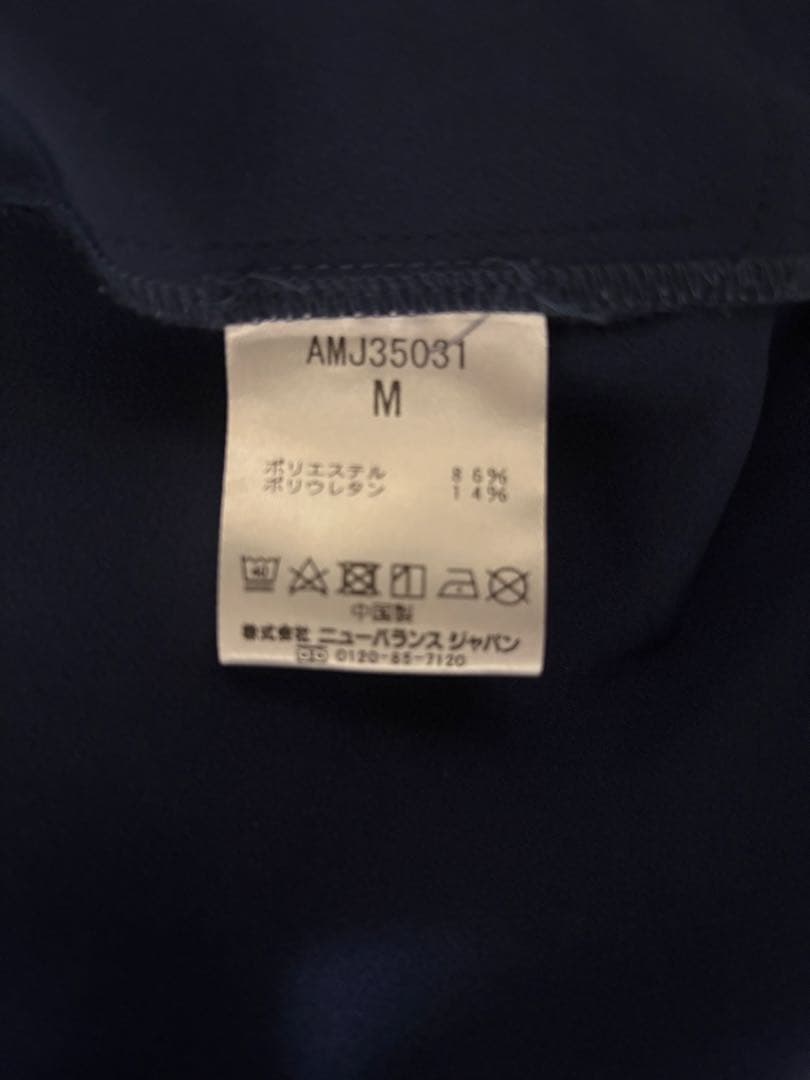 AMJ35031
M
ポリエステル 86%
ポリウレタン 14%
40
中国製
株式会社 ニューバランス ジャパン
0120-85-7120